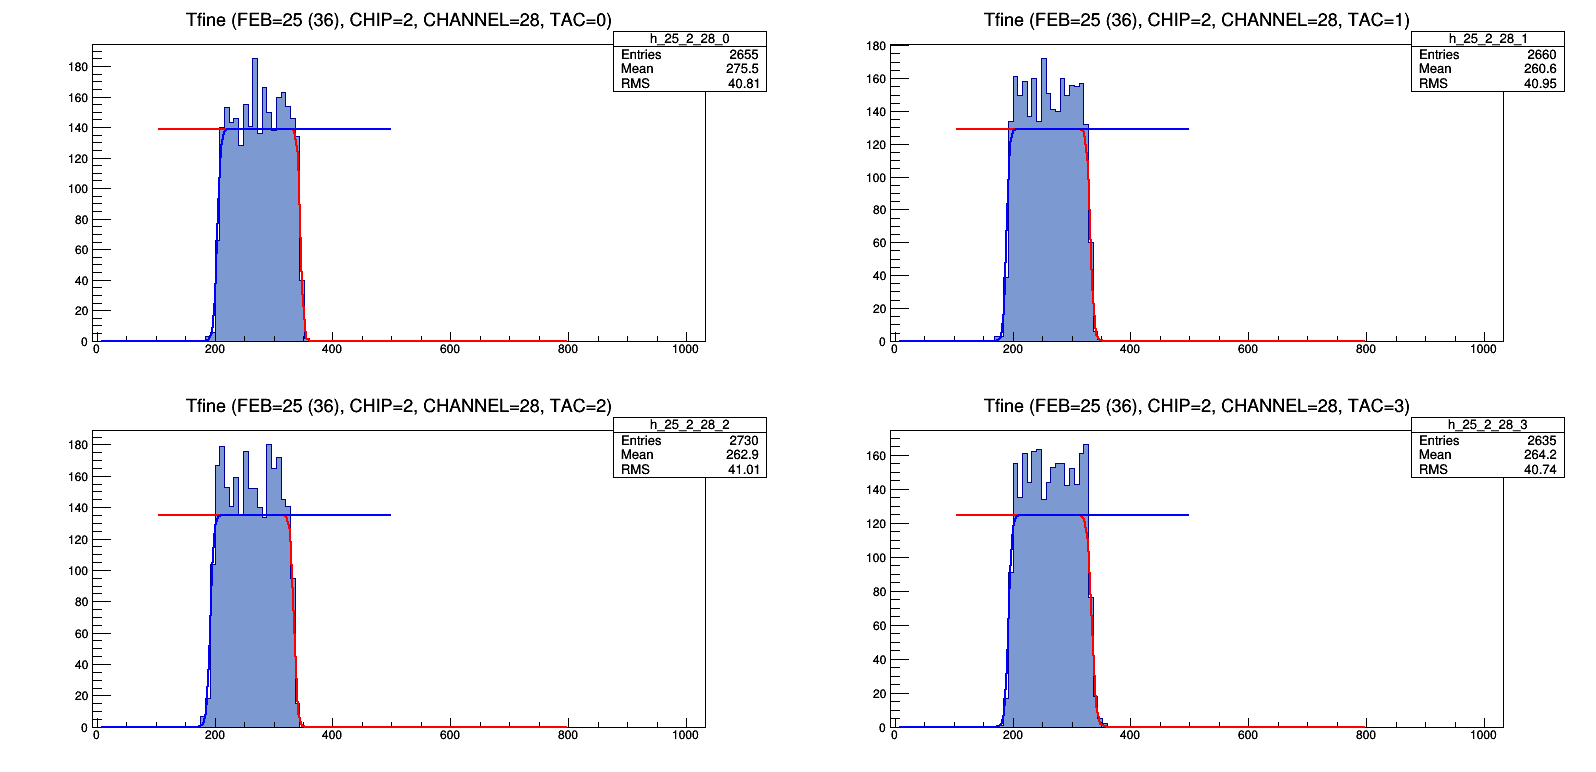 Tfine (FEB=25 (36), CHIP=2, CHANNEL=28, TAC=0)
h_25_2_28_0
Entries 2655
Mean 275.5
RMS 40.81
180
160
140
120
100
80
60
40
20
0
0 200 400 600 800 1000
Tfine (FEB=25 (36), CHIP=2, CHANNEL=28, TAC=1)
h_25_2_28_1
Entries 2660
Mean 260.6
RMS 40.95
180
160
140
120
100
80
60
40
20
0
0 200 400 600 800 1000
Tfine (FEB=25 (36), CHIP=2, CHANNEL=28, TAC=2)
h_25_2_28_2
Entries 2730
Mean 262.9
RMS 41.01
180
160
140
120
100
80
60
40
20
0
0 200 400 600 800 1000
Tfine (FEB=25 (36), CHIP=2, CHANNEL=28, TAC=3)
h_25_2_28_3
Entries 2635
Mean 264.2
RMS 40.74
160
140
120
100
80
60
40
20
0
0 200 400 600 800 1000